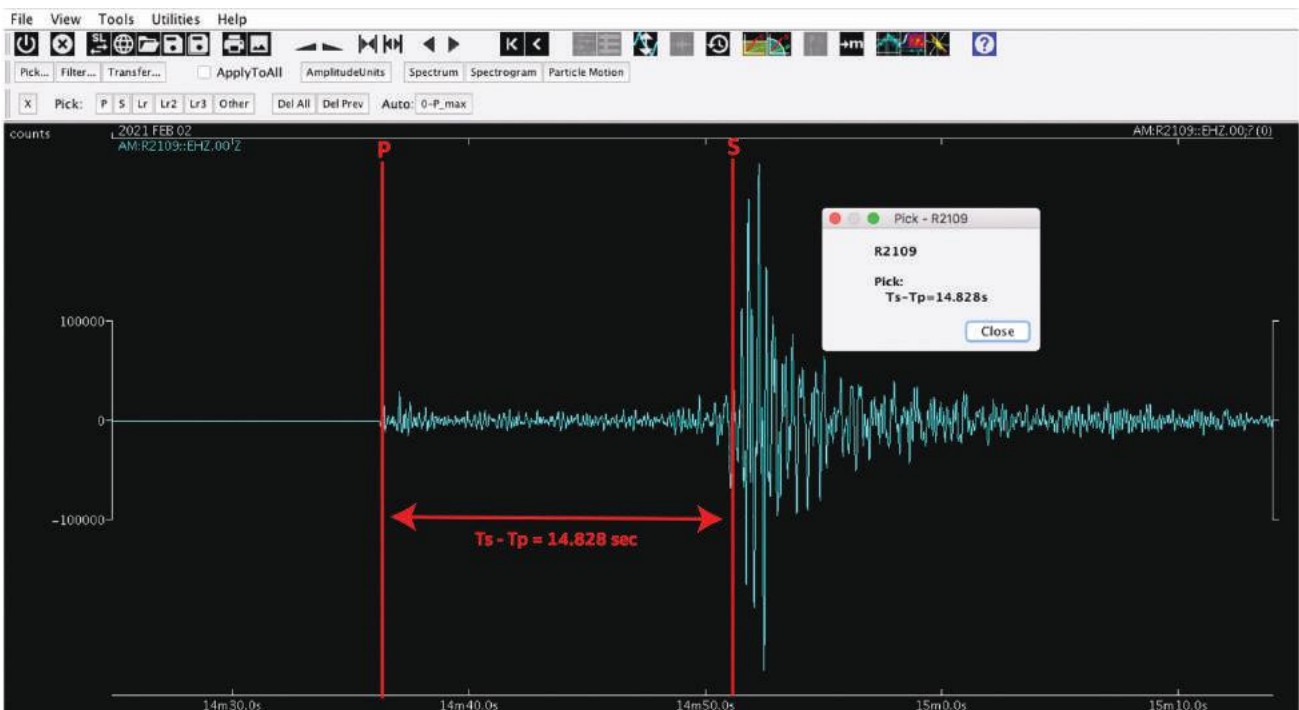 File View Tools Utilities Help
SL →m ?
Pick... Filter... Transfer... ApplyToAll AmplitudeUnits Spectrum Spectrogram Particle Motion
X Pick: P S Lr Lr2 Lr3 Other Del All Del Prev Auto: 0-P_max
counts 2021 FEB 02 AM:R2109::EHZ.00;?(0)
AM:R2109::EHZ.00'Z
P S
Pick - R2109
R2109
Pick:
Ts-Tp=14.828s
Close
100000
0
-100000
Ts - Tp = 14.828 sec
14m30.0s 14m40.0s 14m50.0s 15m0.0s 15m10.0s